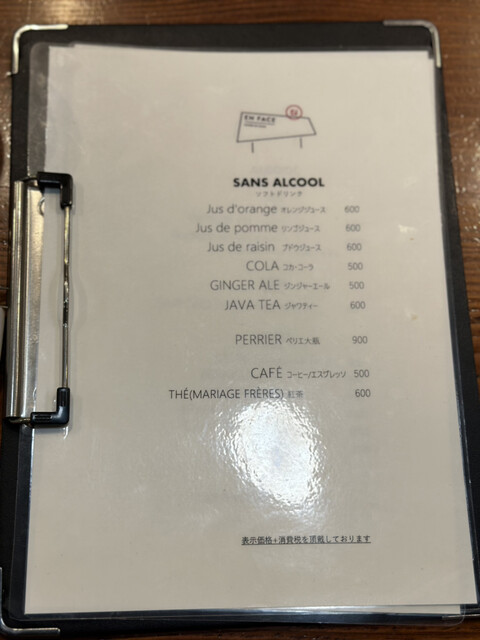 EN FACE
SANS ALCOOL
ソフトドリンク
Jus d'orange オレンジジュース 600
Jus de pomme リンゴジュース 600
Jus de raisin ブドウジュース 600
COLA コカ・コーラ 500
GINGER ALE ジンジャーエール 500
JAVA TEA ジャワティー 600
PERRIER ペリエ大瓶 900
CAFÉ コーヒー/エスプレッソ 500
THÉ(MARIAGE FRÈRES) 紅茶 600
表示価格+消費税を頂戴しております